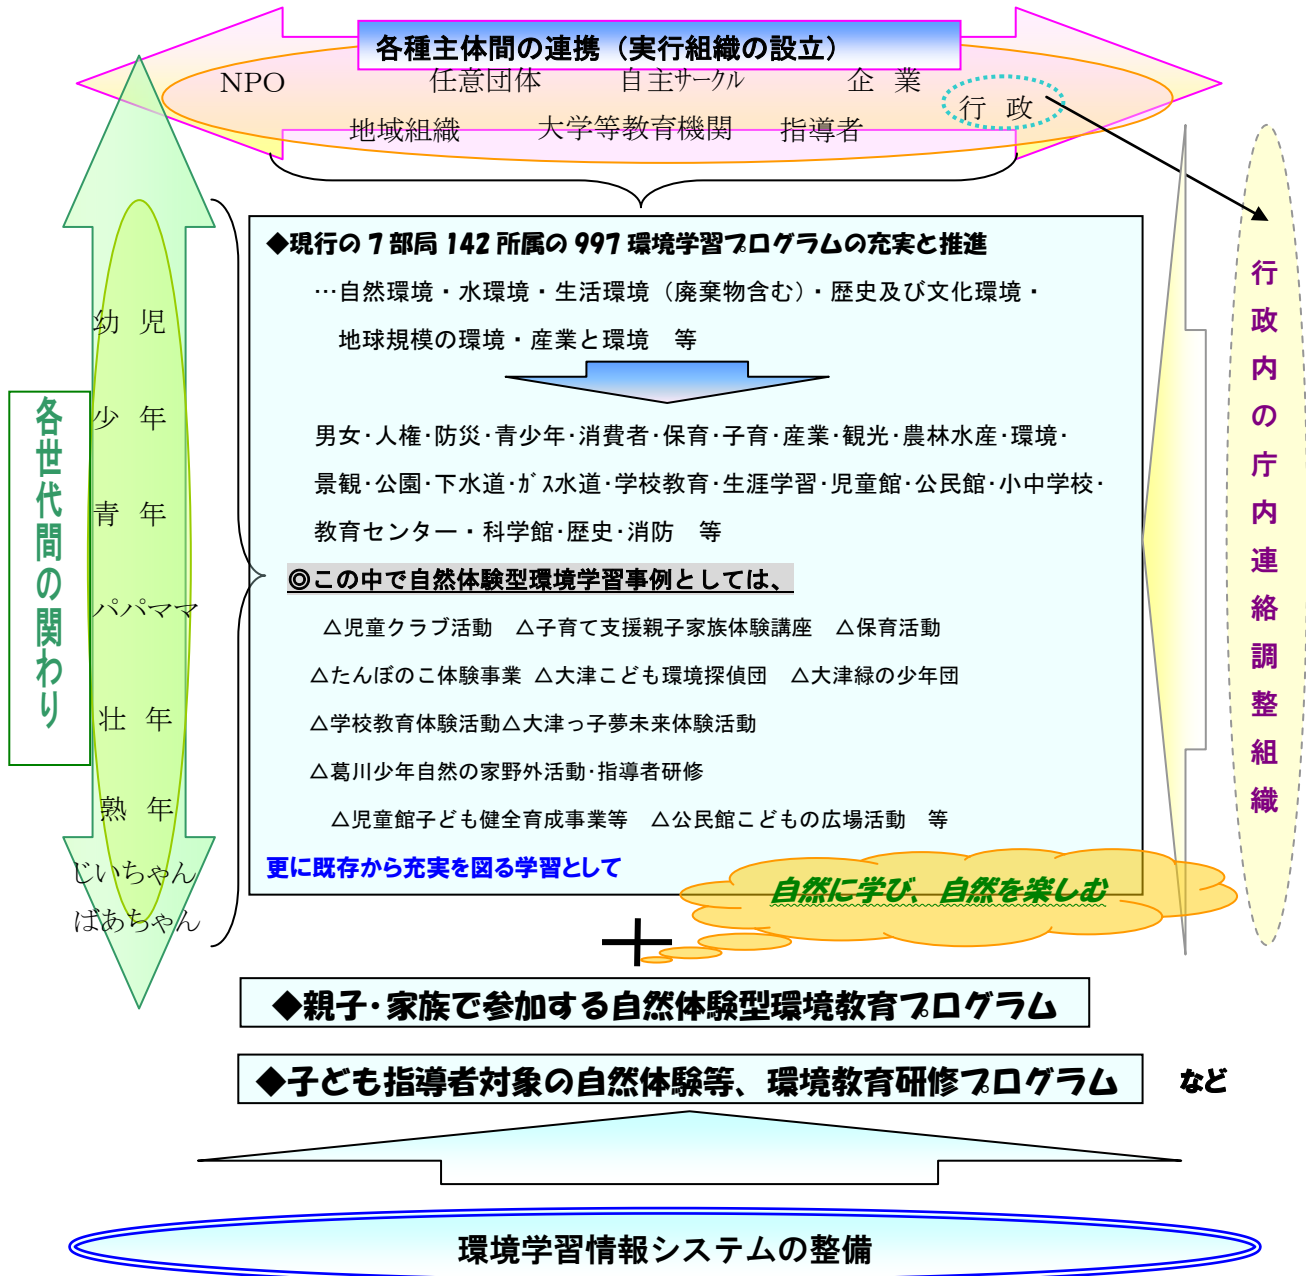 各種主体間の連携（実行組織の設立）
NPO　任意団体　自主ｻｰｸﾙ　企　業
行　政
地域組織　大学等教育機関　指導者
各世代間の関わり
幼　児
少　年
青　年
パパママ
壮　年
熟　年
じいちゃん
ばあちゃん
◆現行の７部局 142 所属の 997 環境学習プログラムの充実と推進
…自然環境・水環境・生活環境（廃棄物含む）・歴史及び文化環境・
地球規模の環境・産業と環境　等
男女･人権･防災･青少年･消費者･保育･子育･産業･観光･農林水産･環境･
景観･公園･下水道･ｶﾞｽ水道･学校教育･生涯学習･児童館･公民館･小中学校･
教育センター・科学館･歴史･消防　等
◎この中で自然体験型環境学習事例としては、
△児童クラブ活動　△子育て支援親子家族体験講座　△保育活動
△たんぼのこ体験事業 △大津こども環境探偵団　△大津緑の少年団
△学校教育体験活動△大津っ子夢未来体験活動
△葛川少年自然の家野外活動･指導者研修
△児童館子ども健全育成事業等　△公民館こどもの広場活動　等
更に既存から充実を図る学習として
自然に学び、自然を楽しむ
行政内の庁内連絡調整組織
＋
◆親子･家族で参加する自然体験型環境教育プログラム
◆子ども指導者対象の自然体験等、環境教育研修プログラム　など
環境学習情報システムの整備